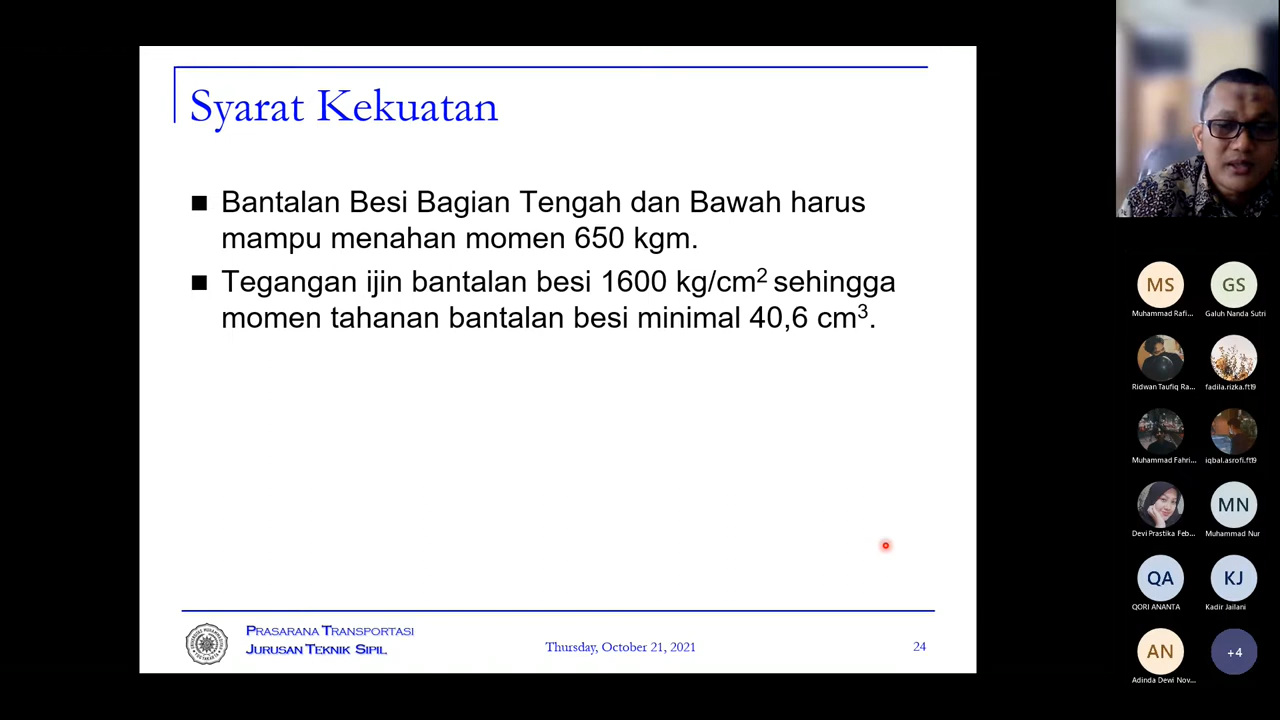 Syarat Kekuatan
■ Bantalan Besi Bagian Tengah dan Bawah harus
mampu menahan momen 650 kgm.
■ Tegangan ijin bantalan besi 1600 kg/cm² sehingga
momen tahanan bantalan besi minimal 40,6 cm³.
PRASARANA TRANSPORTASI
JURUSAN TEKNIK SIPIL
Thursday, October 21, 2021
24
MS
GS
Muhammad Rafi...
Galuh Nanda Sutri
Ridwan Taufiq Ra...
fadila.rizka.ft19
Muhammad Fahri...
iqbal.asrofi.ft19
MN
Devi Prastika Feb...
Muhammad Nur
QA
KJ
QORI ANANTA
Kadir Jailani
AN
+4
Adinda Dewi Nov...